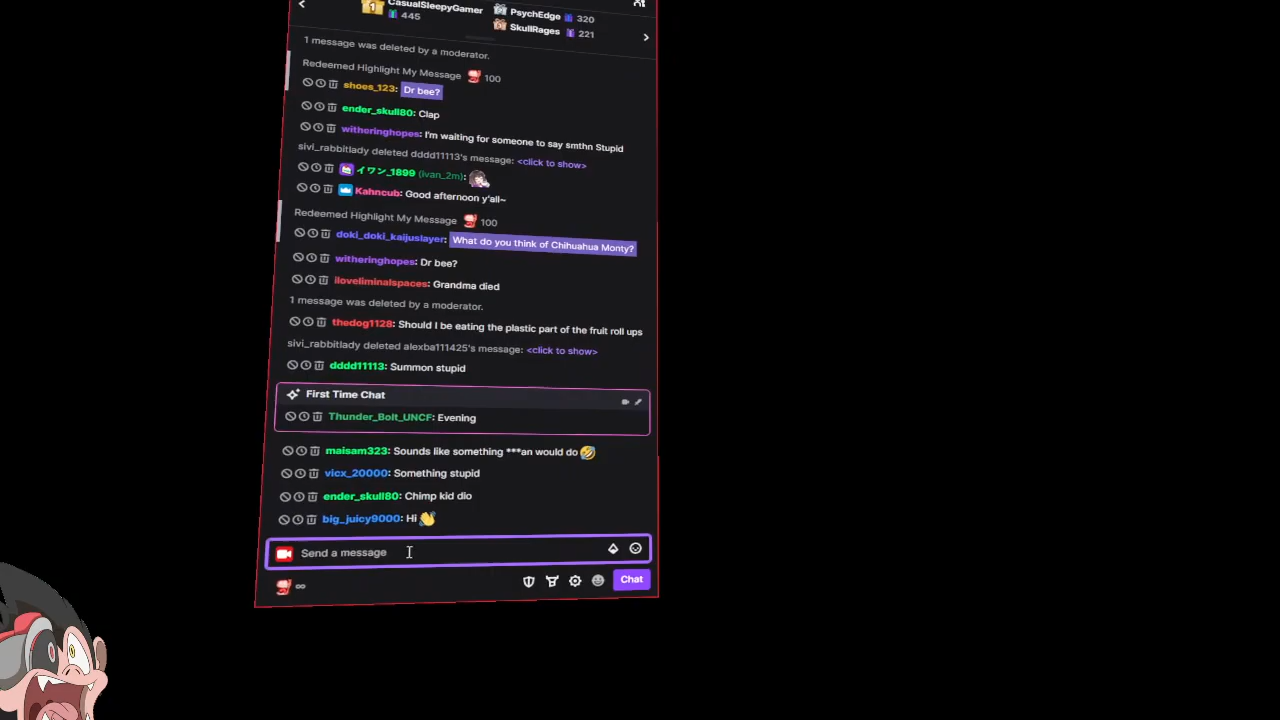 CasualSleepyGamer
445
PsychEdge 320
SkullRages 221
1 message was deleted by a moderator.
Redeemed Highlight My Message 100
shoes_123: Dr bee?
ender_skull80: Clap
witheringhopes: I'm waiting for someone to say smthn Stupid
sivi_rabbitlady deleted dddd11113's message: <click to show>
イワン_1899 (ivan_2m):
Kahncub: Good afternoon y'all~
Redeemed Highlight My Message 100
doki_doki_kaijuslayer: What do you think of Chihuahua Monty?
witheringhopes: Dr bee?
iloveliminalspaces: Grandma died
1 message was deleted by a moderator.
thedog1128: Should I be eating the plastic part of the fruit roll ups
sivi_rabbitlady deleted alexba111425's message: <click to show>
dddd11113: Summon stupid
First Time Chat
Thunder_Bolt_UNCF: Evening
maisam323: Sounds like something ***an would do 🤣
vicx_20000: Something stupid
ender_skull80: Chimp kid dio
big_juicy9000: Hi 👋
Send a message
∞
Chat